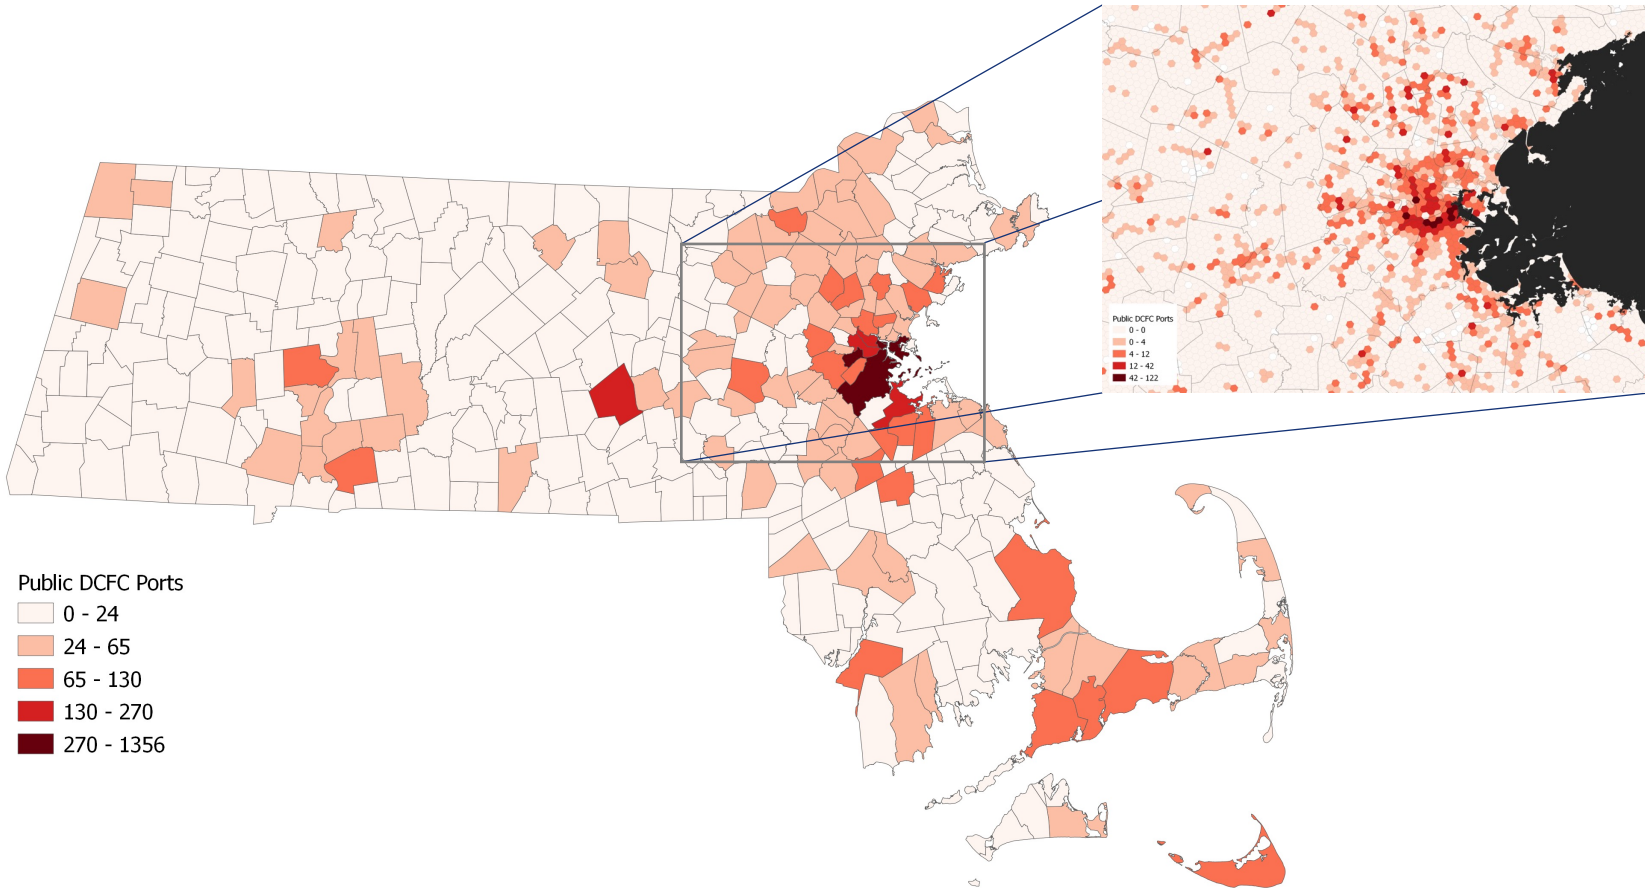 Public DCFC Ports
0 - 0
0 - 4
4 - 12
12 - 42
42 - 122
Public DCFC Ports
0 - 24
24 - 65
65 - 130
130 - 270
270 - 1356